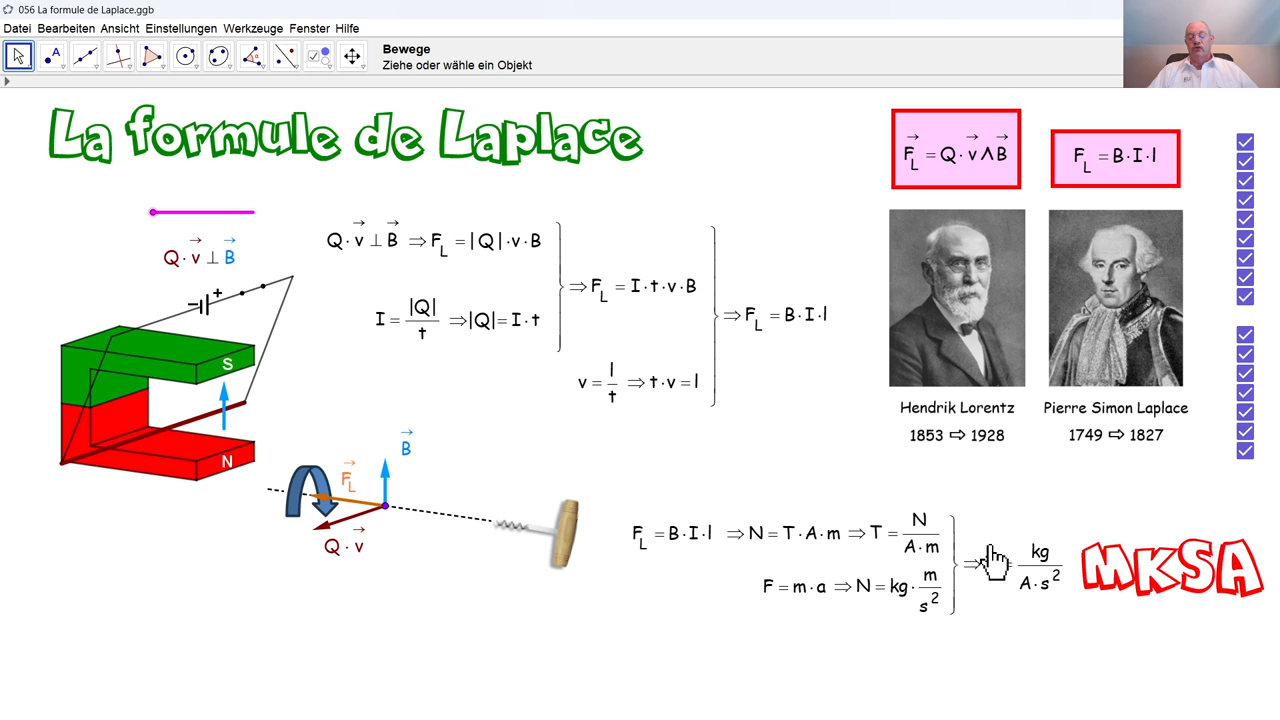 056 La formule de Laplace.ggb
Datei Bearbeiten Ansicht Einstellungen Werkzeuge Fenster Hilfe
A
Bewege
Ziehe oder wähle ein Objekt
La formule de Laplace
F⃗_L = Q · v⃗ ∧ B⃗
F_L = B · I · l
Q · v⃗ ⊥ B⃗
− +
S
N
Q · v⃗ ⊥ B⃗ ⇒ F_L = |Q| · v · B
I = |Q| / t ⇒ |Q| = I · t
⇒ F_L = I · t · v · B
v = l / t ⇒ t · v = l
⇒ F_L = B · I · l
Hendrik Lorentz
1853 ⇨ 1928
Pierre Simon Laplace
1749 ⇨ 1827
B⃗
F⃗_L
Q · v⃗
F_L = B · I · l ⇒ N = T · A · m ⇒ T = N / A · m
F = m · a ⇒ N = kg · m / s²
⇒ kg / A · s²
MKSA